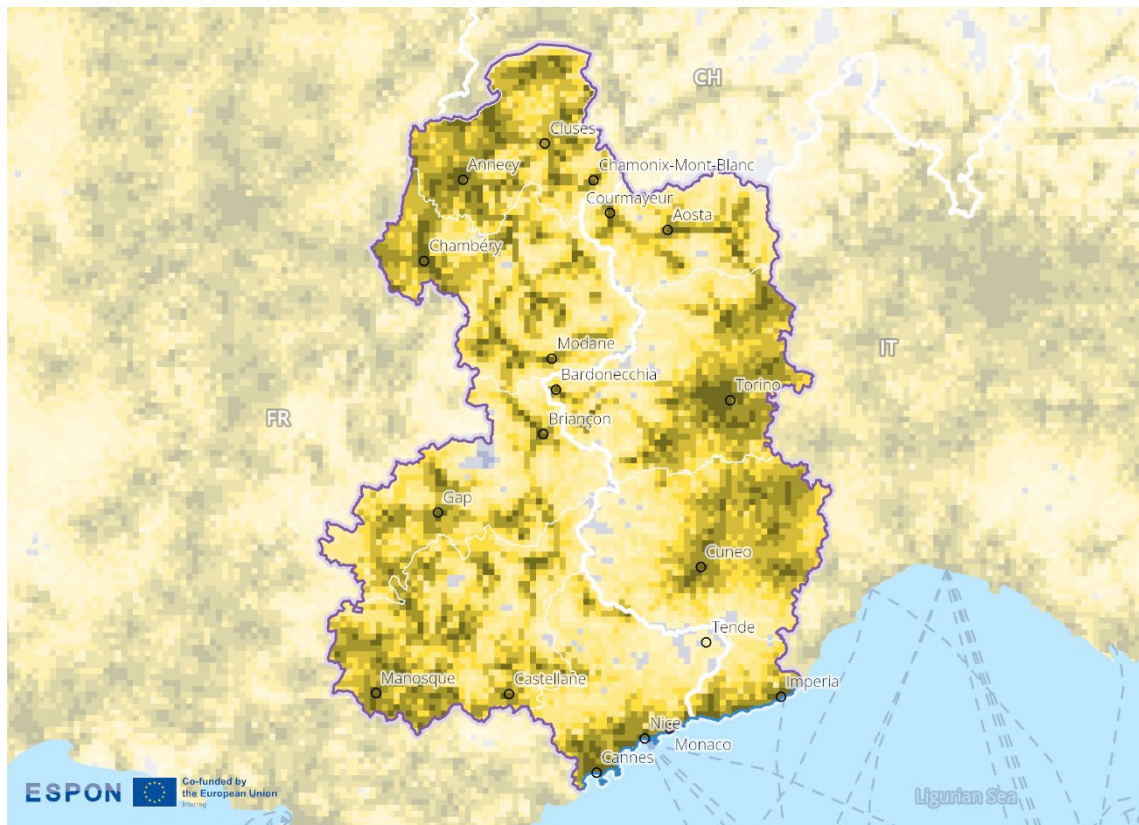 CH
Cluses
Annecy
Chamonix-Mont-Blanc
Courmayeur
Aosta
Chambéry
Modane
IT
Bardonecchia
Torino
FR
Briançon
Gap
Cuneo
Tende
Manosque
Castellane
Imperia
Nice
Monaco
Cannes
ESPON
Co-funded by
the European Union
Interreg
Ligurian Sea